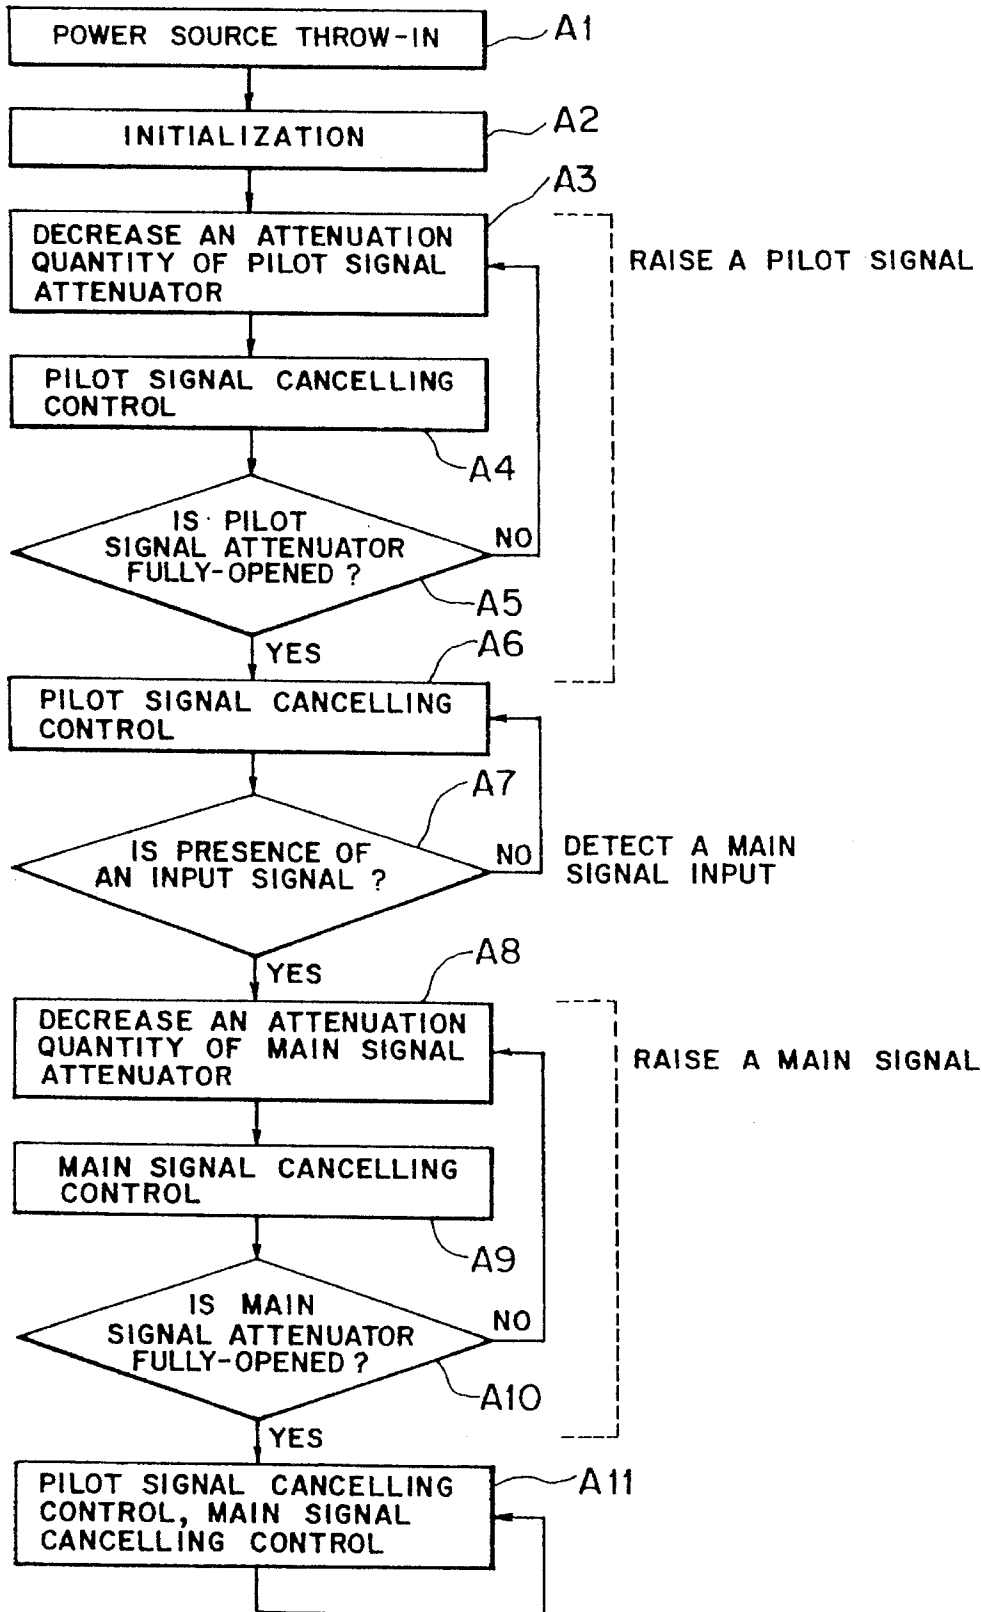 POWER SOURCE THROW-IN
A1
INITIALIZATION
A2
A3
DECREASE AN ATTENUATION
QUANTITY OF PILOT SIGNAL
ATTENUATOR
RAISE A PILOT SIGNAL
PILOT SIGNAL CANCELLING
CONTROL
A4
IS PILOT
SIGNAL ATTENUATOR
FULLY-OPENED ?
NO
A5
YES
A6
PILOT SIGNAL CANCELLING
CONTROL
A7
IS PRESENCE OF
AN INPUT SIGNAL ?
NO
DETECT A MAIN
SIGNAL INPUT
YES
A8
DECREASE AN ATTENUATION
QUANTITY OF MAIN SIGNAL
ATTENUATOR
RAISE A MAIN SIGNAL
MAIN SIGNAL CANCELLING
CONTROL
A9
IS MAIN
SIGNAL ATTENUATOR
FULLY-OPENED ?
NO
A10
YES
A11
PILOT SIGNAL CANCELLING
CONTROL, MAIN SIGNAL
CANCELLING CONTROL